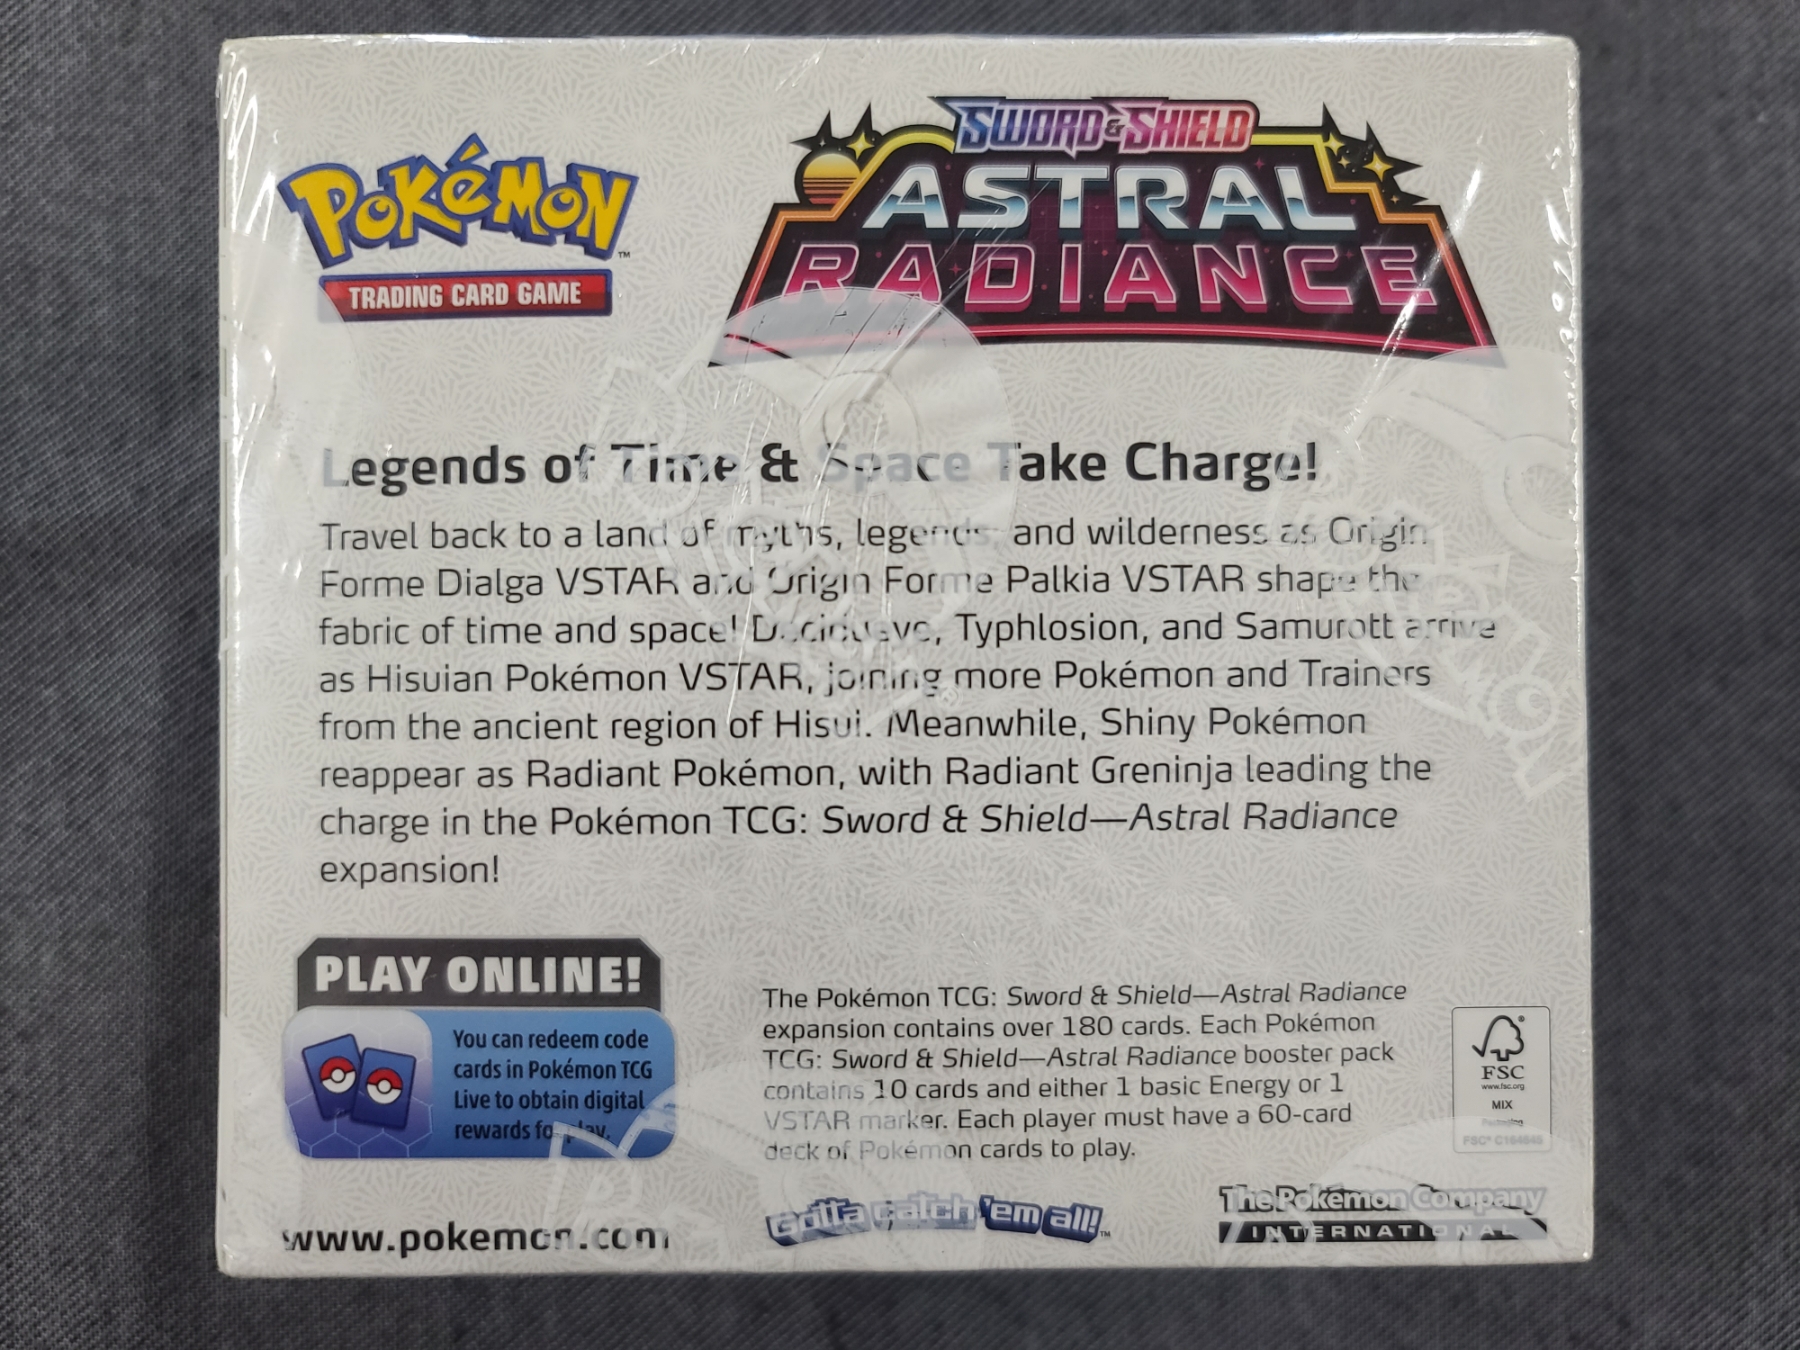 POKéMON™
TRADING CARD GAME
SWORD & SHIELD
ASTRAL
RADIANCE
Legends of Time & Space Take Charge!
Travel back to a land of myths, legends, and wilderness as Origin
Forme Dialga VSTAR and Origin Forme Palkia VSTAR shape the
fabric of time and space! Decidueye, Typhlosion, and Samurott arrive
as Hisuian Pokémon VSTAR, joining more Pokémon and Trainers
from the ancient region of Hisui. Meanwhile, Shiny Pokémon
reappear as Radiant Pokémon, with Radiant Greninja leading the
charge in the Pokémon TCG: Sword & Shield—Astral Radiance
expansion!
PLAY ONLINE!
You can redeem code
cards in Pokémon TCG
Live to obtain digital
rewards for play.
The Pokémon TCG: Sword & Shield—Astral Radiance
expansion contains over 180 cards. Each Pokémon
TCG: Sword & Shield—Astral Radiance booster pack
contains 10 cards and either 1 basic Energy or 1
VSTAR marker. Each player must have a 60-card
deck of Pokémon cards to play.
FSC
www.fsc.org
MIX
Packaging
www.pokemon.com
Gotta catch 'em all!™
The Pokémon Company
INTERNATIONAL